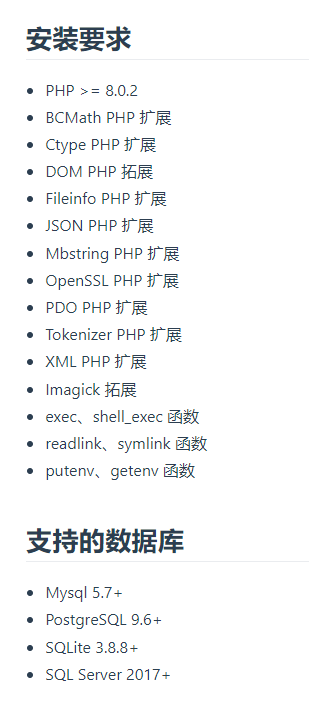 安装要求
PHP >= 8.0.2
BCMath PHP 扩展
Ctype PHP 扩展
DOM PHP 拓展
Fileinfo PHP 扩展
JSON PHP 扩展
Mbstring PHP 扩展
OpenSSL PHP 扩展
PDO PHP 扩展
Tokenizer PHP 扩展
XML PHP 扩展
Imagick 拓展
exec、shell_exec 函数
readlink、symlink 函数
putenv、getenv 函数
支持的数据库
Mysql 5.7+
PostgreSQL 9.6+
SQLite 3.8.8+
SQL Server 2017+